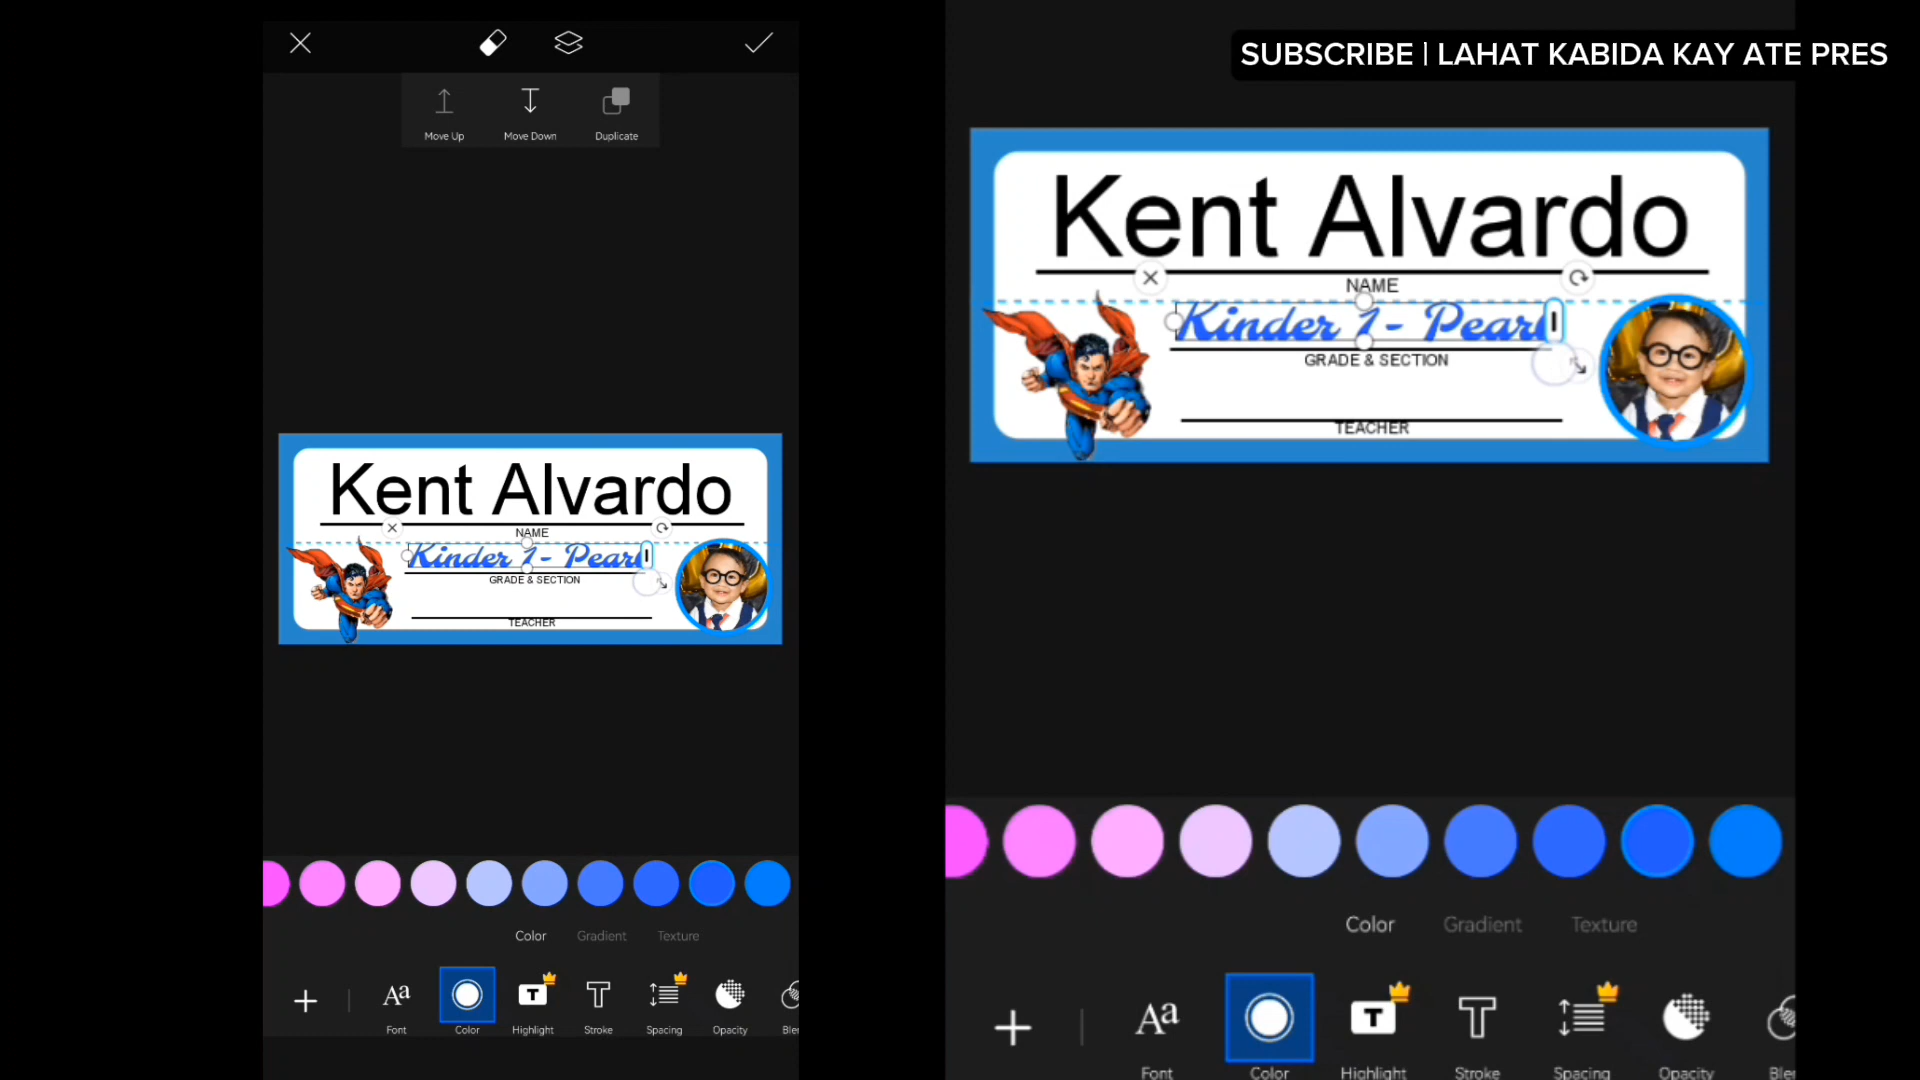 Move Up Move Down Duplicate
Kent Alvardo
NAME
Kinder 1 - Pearl
GRADE & SECTION
TEACHER
Color Gradient Texture
Font Color Highlight Stroke Spacing Opacity
SUBSCRIBE | LAHAT KABIDA KAY ATE PRES
Kent Alvardo
NAME
Kinder 1 - Pearl
GRADE & SECTION
TEACHER
Color Gradient Texture
Font Color Highlight Stroke Spacing Opacity